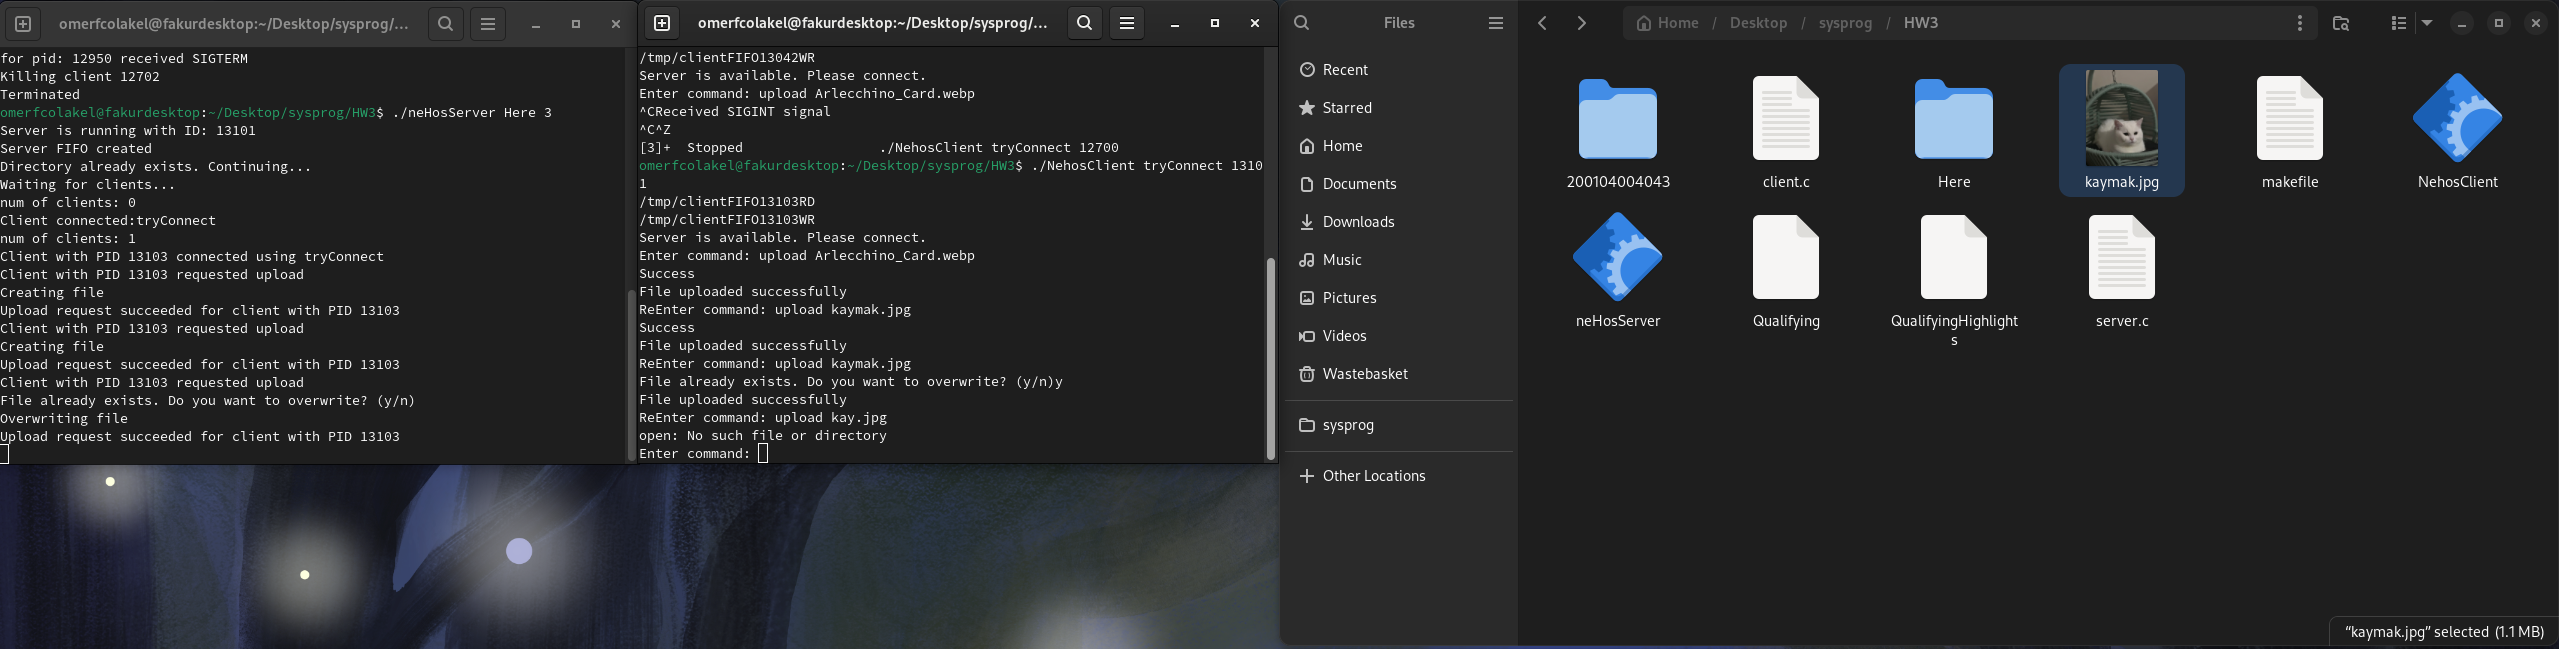 omerfcolakel@fakurdesktop:~/Desktop/sysprog/...
for pid: 12950 received SIGTERM
Killing client 12702
Terminated
omerfcolakel@fakurdesktop:~/Desktop/sysprog/HW3$ ./neHosServer Here 3
Server is running with ID: 13101
Server FIFO created
Directory already exists. Continuing...
Waiting for clients...
num of clients: 0
Client connected:tryConnect
num of clients: 1
Client with PID 13103 connected using tryConnect
Client with PID 13103 requested upload
Creating file
Upload request succeeded for client with PID 13103
Client with PID 13103 requested upload
Creating file
Upload request succeeded for client with PID 13103
Client with PID 13103 requested upload
File already exists. Do you want to overwrite? (y/n)
Overwriting file
Upload request succeeded for client with PID 13103
omerfcolakel@fakurdesktop:~/Desktop/sysprog/...
/tmp/clientFIFO13042WR
Server is available. Please connect.
Enter command: upload Arlecchino_Card.webp
^CReceived SIGINT signal
^C^Z
[3]+  Stopped                 ./NehosClient tryConnect 12700
omerfcolakel@fakurdesktop:~/Desktop/sysprog/HW3$ ./NehosClient tryConnect 1310
1
/tmp/clientFIFO13103RD
/tmp/clientFIFO13103WR
Server is available. Please connect.
Enter command: upload Arlecchino_Card.webp
Success
File uploaded successfully
ReEnter command: upload kaymak.jpg
Success
File uploaded successfully
ReEnter command: upload kaymak.jpg
File already exists. Do you want to overwrite? (y/n)y
File uploaded successfully
ReEnter command: upload kay.jpg
open: No such file or directory
Enter command:
Files
Recent
Starred
Home
Documents
Downloads
Music
Pictures
Videos
Wastebasket
sysprog
Other Locations
Home / Desktop / sysprog / HW3
200104004043
client.c
Here
kaymak.jpg
makefile
NehosClient
neHosServer
Qualifying
QualifyingHighlight
s
server.c
“kaymak.jpg” selected (1.1 MB)